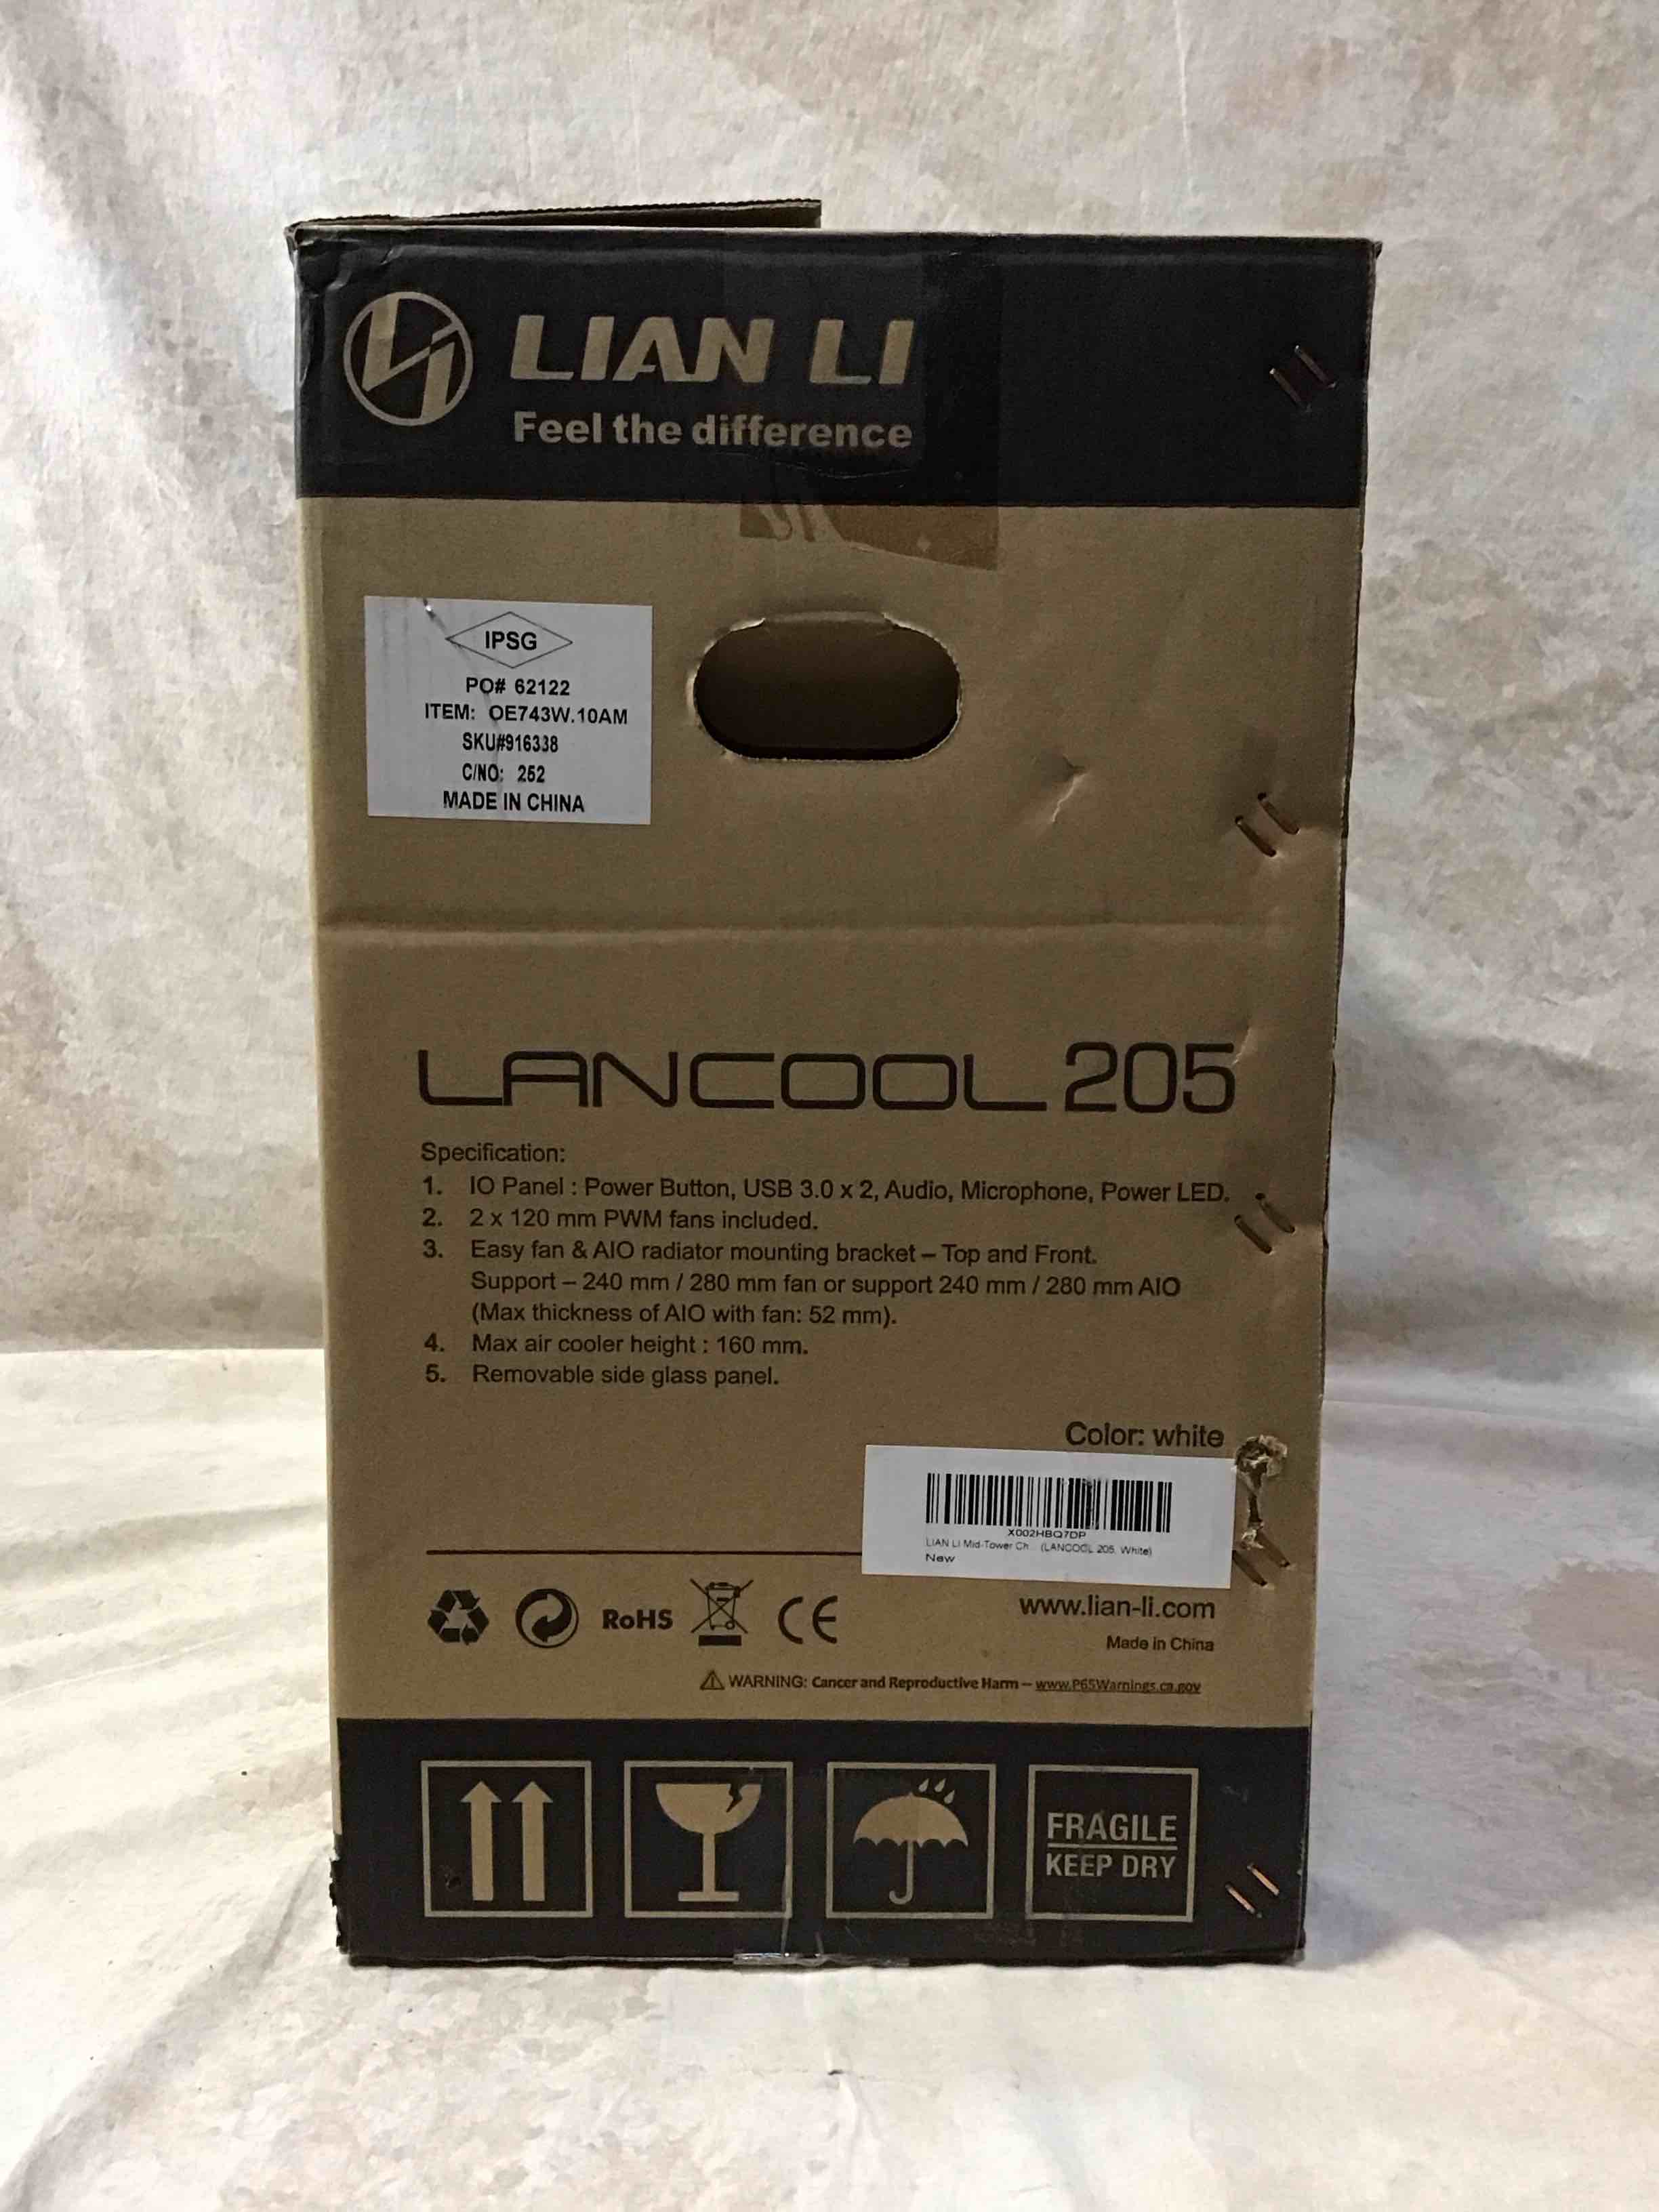 LIAN LI
Feel the difference
IPSG
PO# 62122
ITEM: OE743W.10AM
SKU#916338
C/NO: 252
MADE IN CHINA
LANCOOL 205
Specification:
1. IO Panel : Power Button, USB 3.0 x 2, Audio, Microphone, Power LED.
2. 2 x 120 mm PWM fans included.
3. Easy fan & AIO radiator mounting bracket – Top and Front.
Support – 240 mm / 280 mm fan or support 240 mm / 280 mm AIO
(Max thickness of AIO with fan: 52 mm).
4. Max air cooler height : 160 mm.
5. Removable side glass panel.
Color: white
X002HBQ7DP
LIAN LI Mid-Tower Ch... (LANCOOL 205, White)
New
RoHS
CE
www.lian-li.com
Made in China
WARNING: Cancer and Reproductive Harm – www.P65Warnings.ca.gov
FRAGILE
KEEP DRY